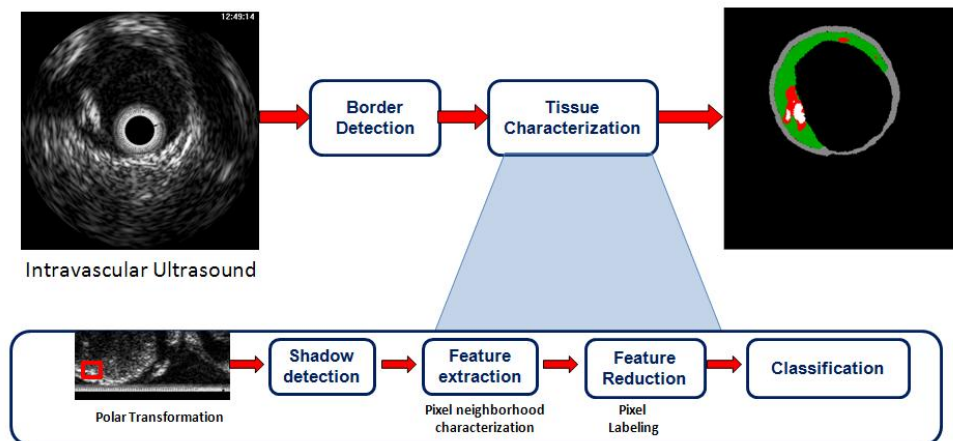 12:49:14
Border
Detection
Tissue
Characterization
Intravascular Ultrasound
Shadow
detection
Feature
extraction
Feature
Reduction
Classification
Polar Transformation
Pixel neighborhood
characterization
Pixel
Labeling